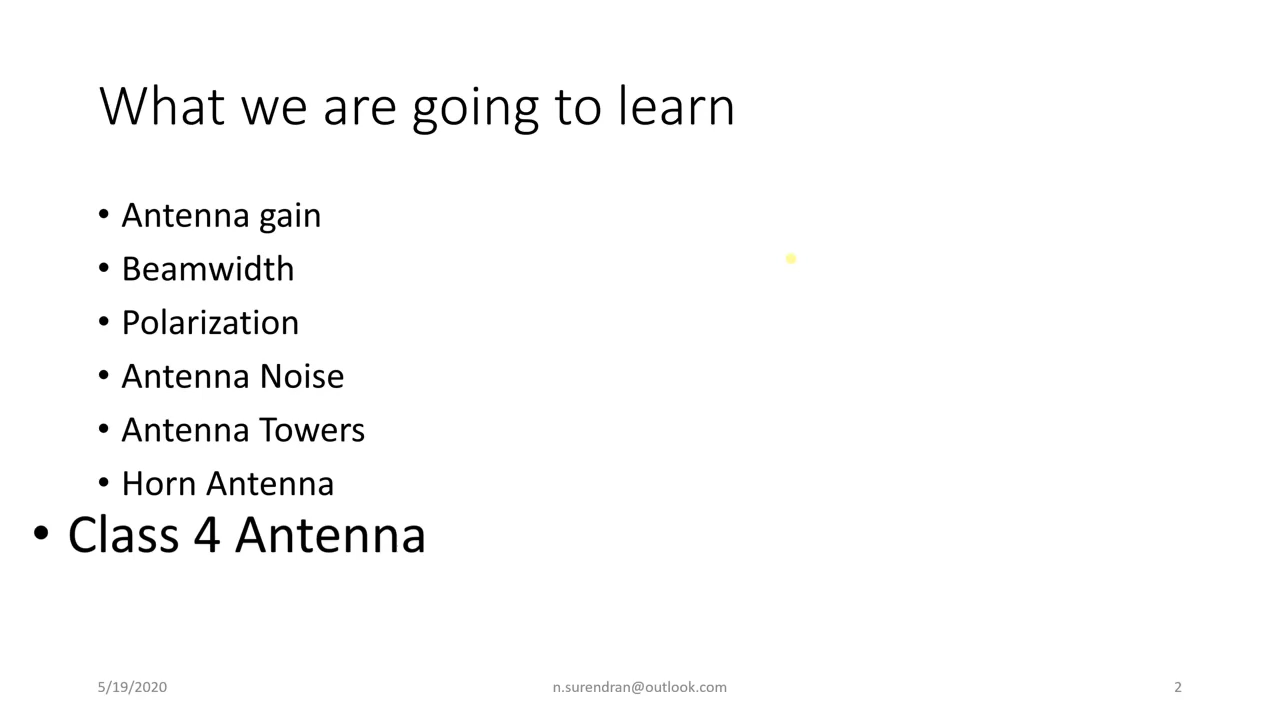 What we are going to learn
• Antenna gain
• Beamwidth
• Polarization
• Antenna Noise
• Antenna Towers
• Horn Antenna
• Class 4 Antenna
5/19/2020
n.surendran@outlook.com
2